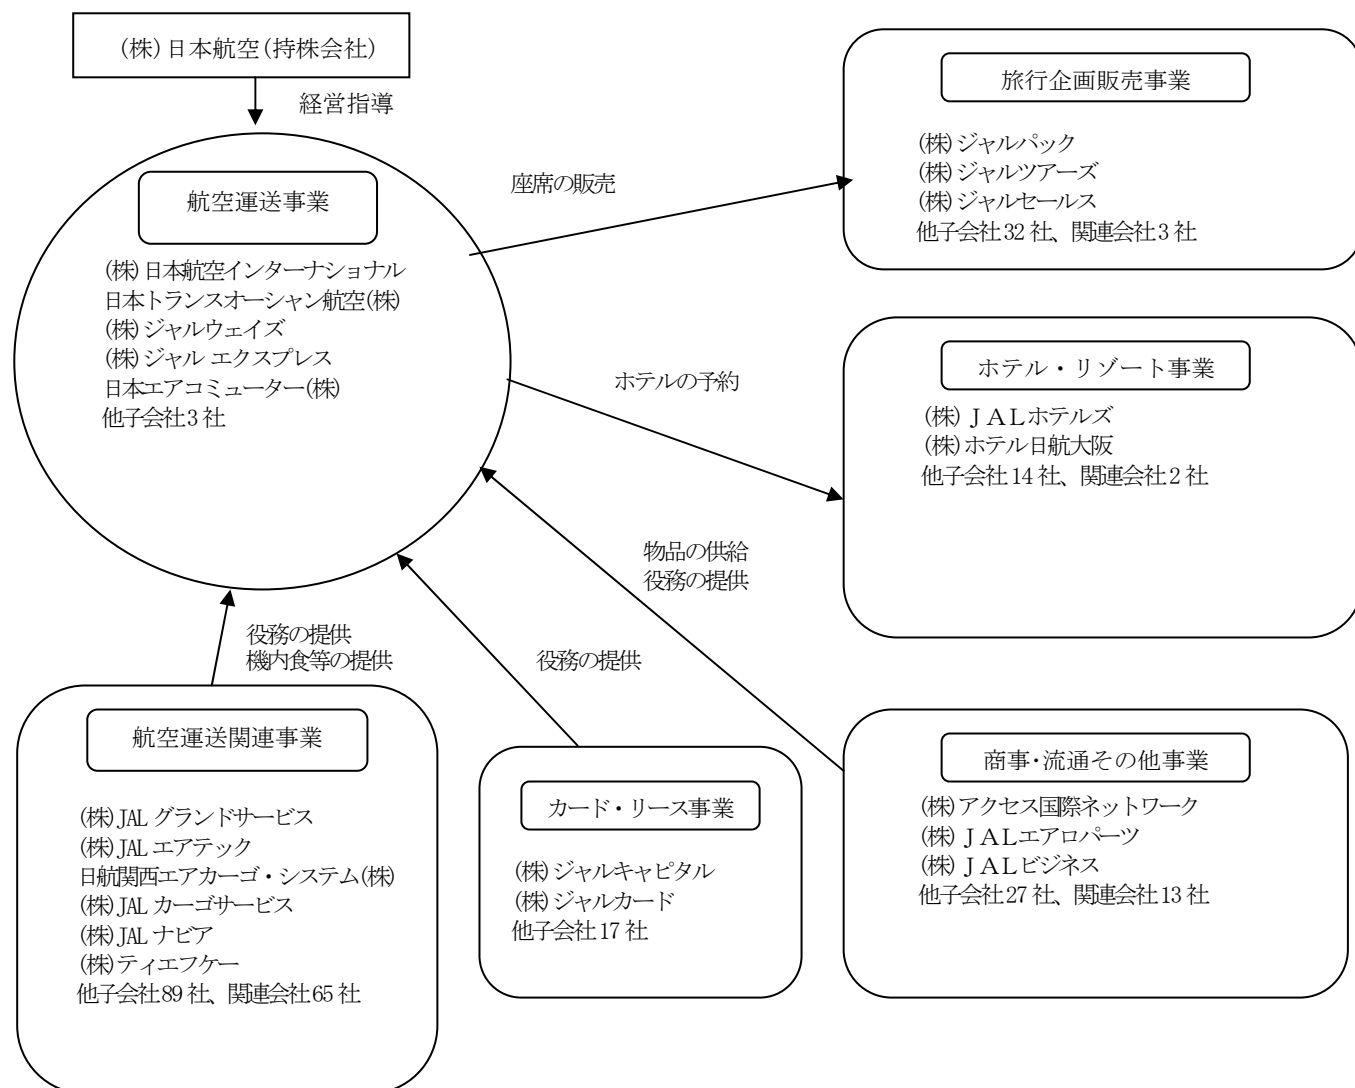 (株)日本航空(持株会社)
経営指導
航空運送事業
(株)日本航空インターナショナル
日本トランスオーシャン航空(株)
(株)ジャルウェイズ
(株)ジャル エクスプレス
日本エアコミューター(株)
他子会社3社
座席の販売
旅行企画販売事業
(株)ジャルパック
(株)ジャルツアーズ
(株)ジャルセールス
他子会社32社、関連会社3社
ホテルの予約
ホテル・リゾート事業
(株)JALホテルズ
(株)ホテル日航大阪
他子会社14社、関連会社2社
物品の供給
役務の提供
役務の提供
機内食等の提供
役務の提供
航空運送関連事業
(株)JALグランドサービス
(株)JALエアテック
日航関西エアカーゴ・システム(株)
(株)JALカーゴサービス
(株)JALナビア
(株)ティエフケー
他子会社89社、関連会社65社
カード・リース事業
(株)ジャルキャピタル
(株)ジャルカード
他子会社17社
商事・流通その他事業
(株)アクセス国際ネットワーク
(株)JALエアロパーツ
(株)JALビジネス
他子会社27社、関連会社13社